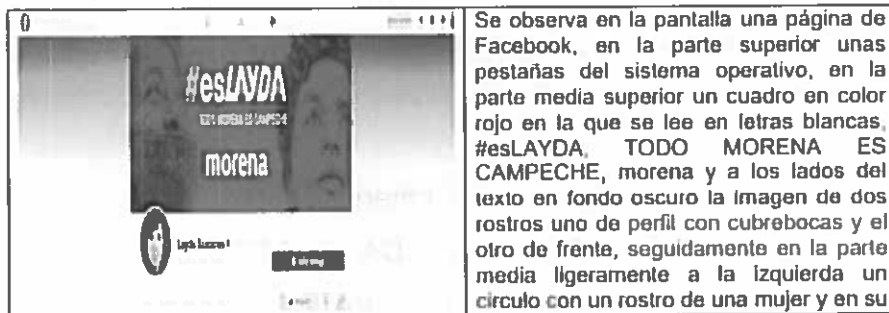 #esLAYDA
morena
Layda
Se observa en la pantalla una página de
Facebook, en la parte superior unas
pestañas del sistema operativo, en la
parte media superior un cuadro en color
rojo en la que se lee en letras blancas,
#esLAYDA, TODO MORENA ES
CAMPECHE, morena y a los lados del
texto en fondo oscuro la imagen de dos
rostros uno de perfil con cubrebocas y el
otro de frente, seguidamente en la parte
media ligeramente a la izquierda un
circulo con un rostro de una mujer y en su